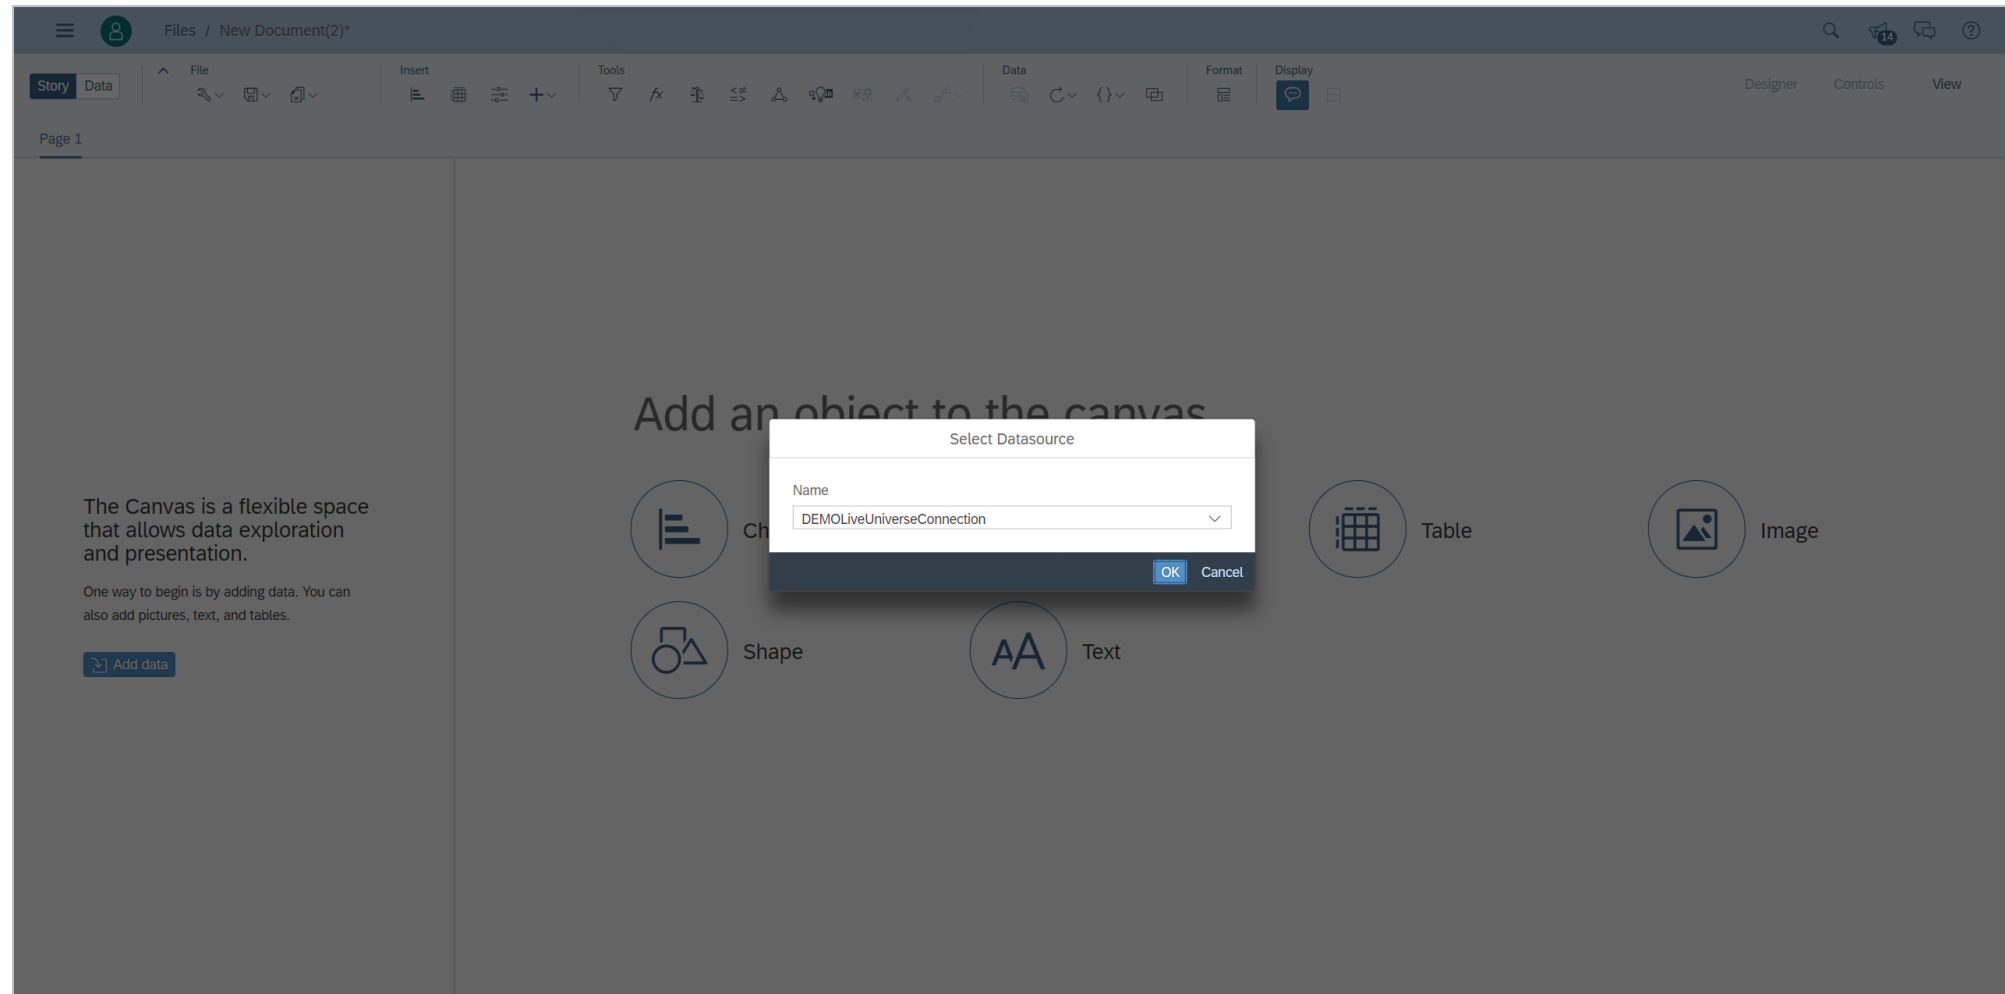 Files / New Document(2)*
14
Story Data
File
Insert
Tools
Data
Format
Display
Designer Controls View
Page 1
Add an object to the canvas
Select Datasource
Name
DEMOLiveUniverseConnection
OK Cancel
The Canvas is a flexible space
that allows data exploration
and presentation.
One way to begin is by adding data. You can
also add pictures, text, and tables.
Add data
Ch
Table
Image
Shape
AA Text